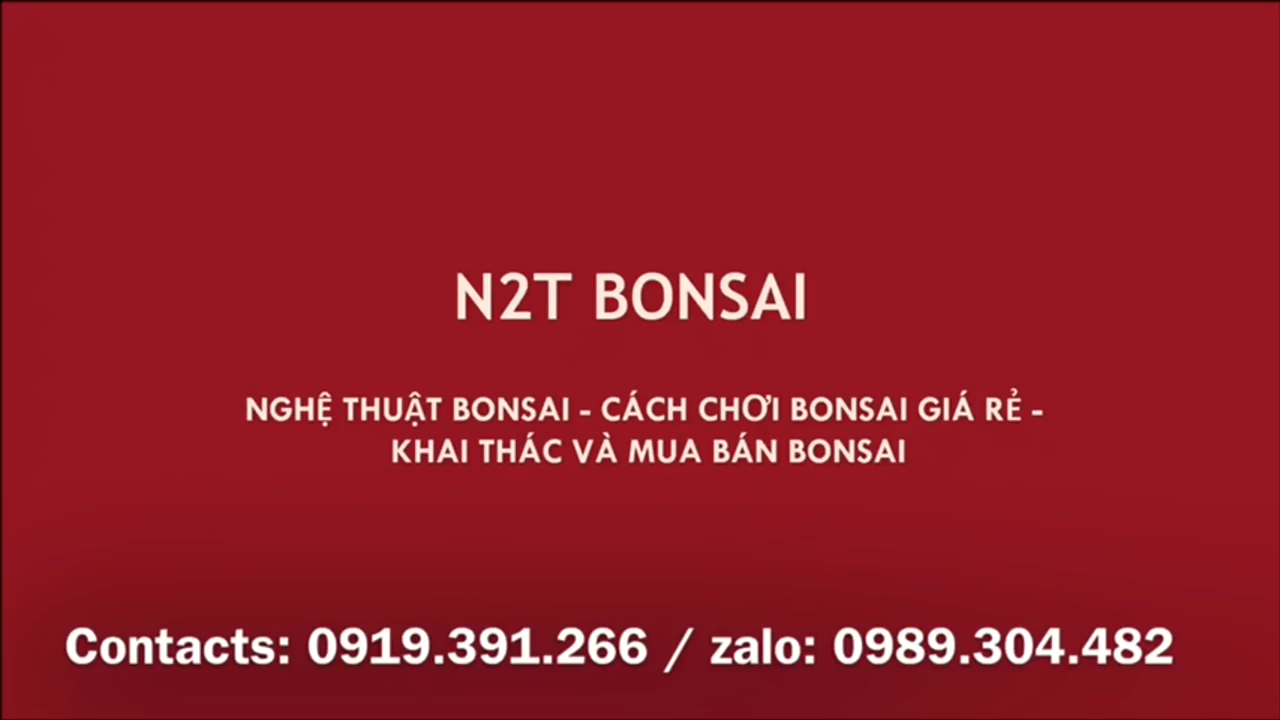 N2T BONSAI
NGHỆ THUẬT BONSAI - CÁCH CHƠI BONSAI GIÁ RẺ -
KHAI THÁC VÀ MUA BÁN BONSAI
Contacts: 0919.391.266 / zalo: 0989.304.482